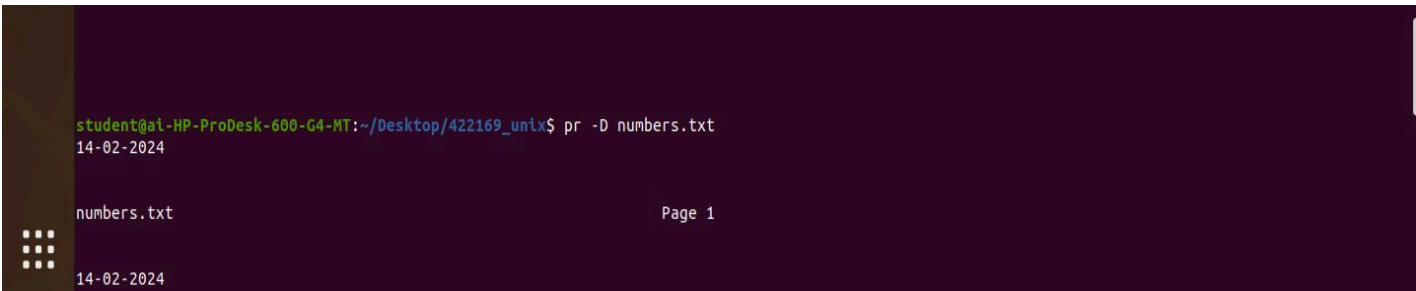 student@ai-HP-ProDesk-600-G4-MT:~/Desktop/422169_unix$ pr -D numbers.txt
14-02-2024
numbers.txt Page 1
14-02-2024